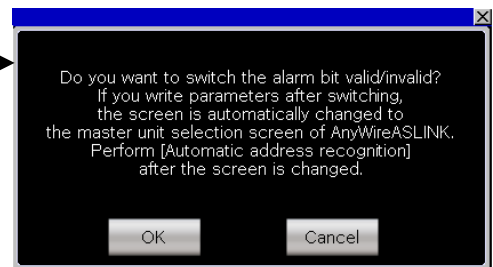 Do you want to switch the alarm bit valid/invalid?
If you write parameters after switching,
the screen is automatically changed to
the master unit selection screen of AnyWireASLINK.
Perform [Automatic address recognition]
after the screen is changed.
OK
Cancel